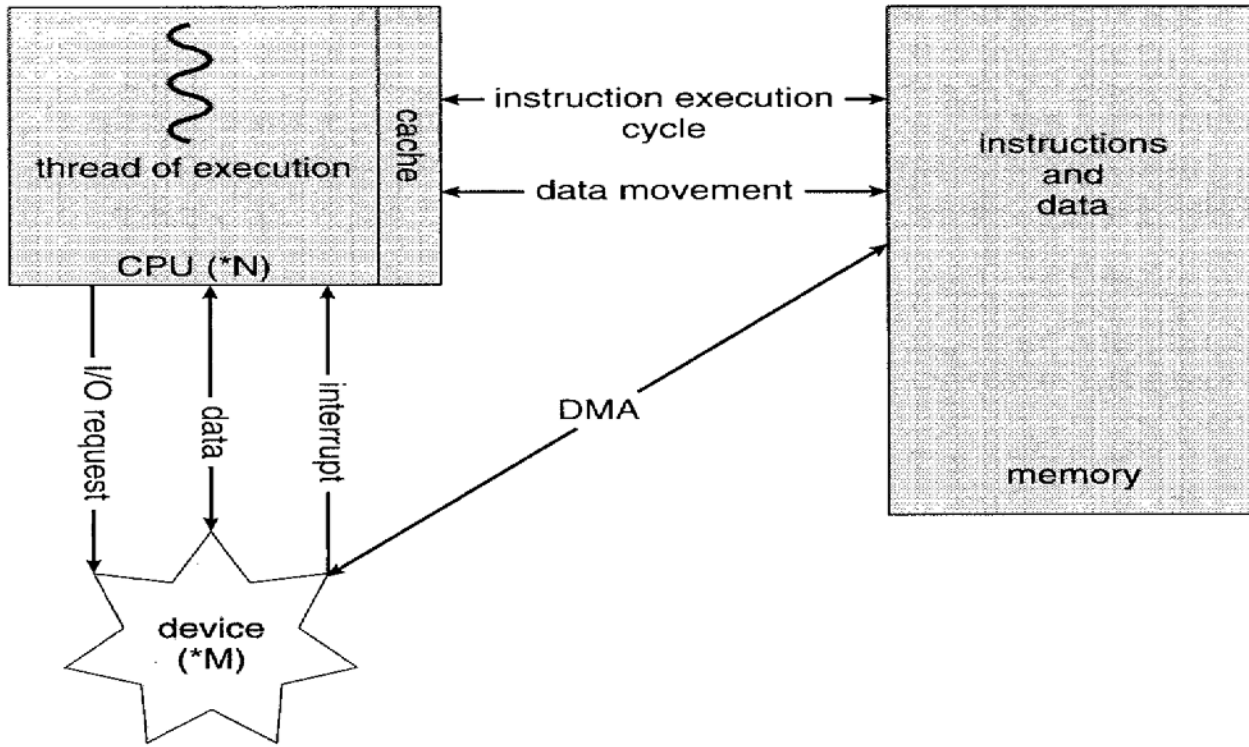 thread of execution
CPU (*N)
cache
instruction execution
cycle
data movement
instructions
and
data
memory
I/O request
data
interrupt
DMA
device
(*M)